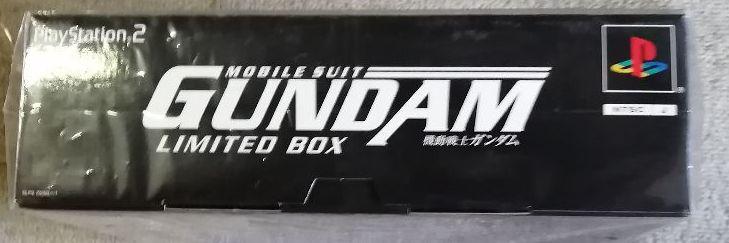 PlayStation 2
MOBILE SUIT
GUNDAM
LIMITED BOX
機動戦士ガンダム
NTSC J